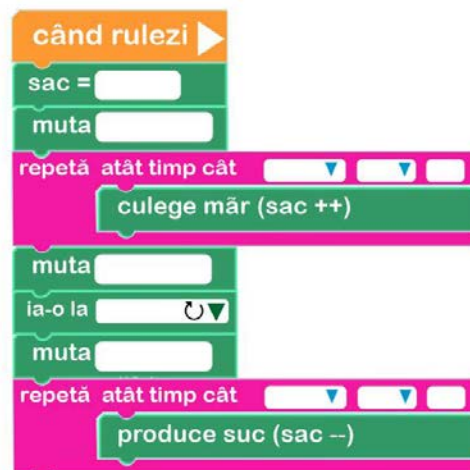 când rulezi
sac =
muta
repetă atât timp cât
culege măr (sac ++)
muta
ia-o la
muta
repetă atât timp cât
produce suc (sac --)